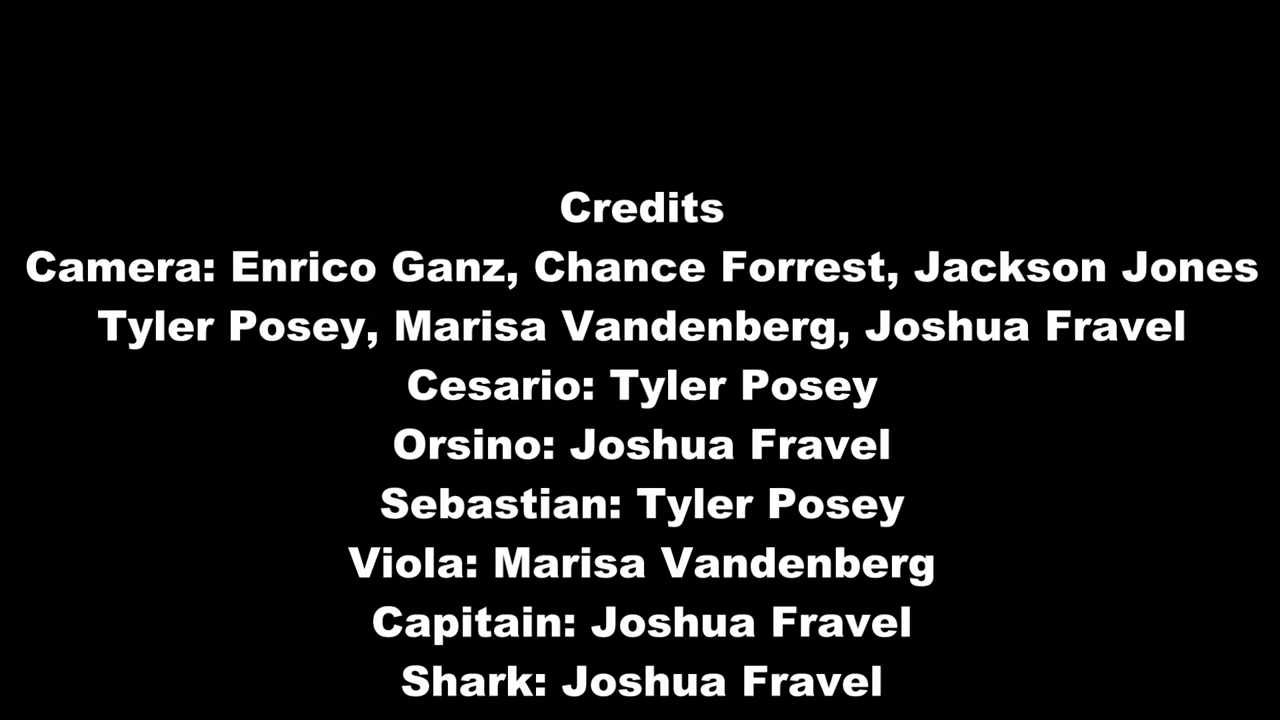 Credits
Camera: Enrico Ganz, Chance Forrest, Jackson Jones
Tyler Posey, Marisa Vandenberg, Joshua Fravel
Cesario: Tyler Posey
Orsino: Joshua Fravel
Sebastian: Tyler Posey
Viola: Marisa Vandenberg
Capitain: Joshua Fravel
Shark: Joshua Fravel